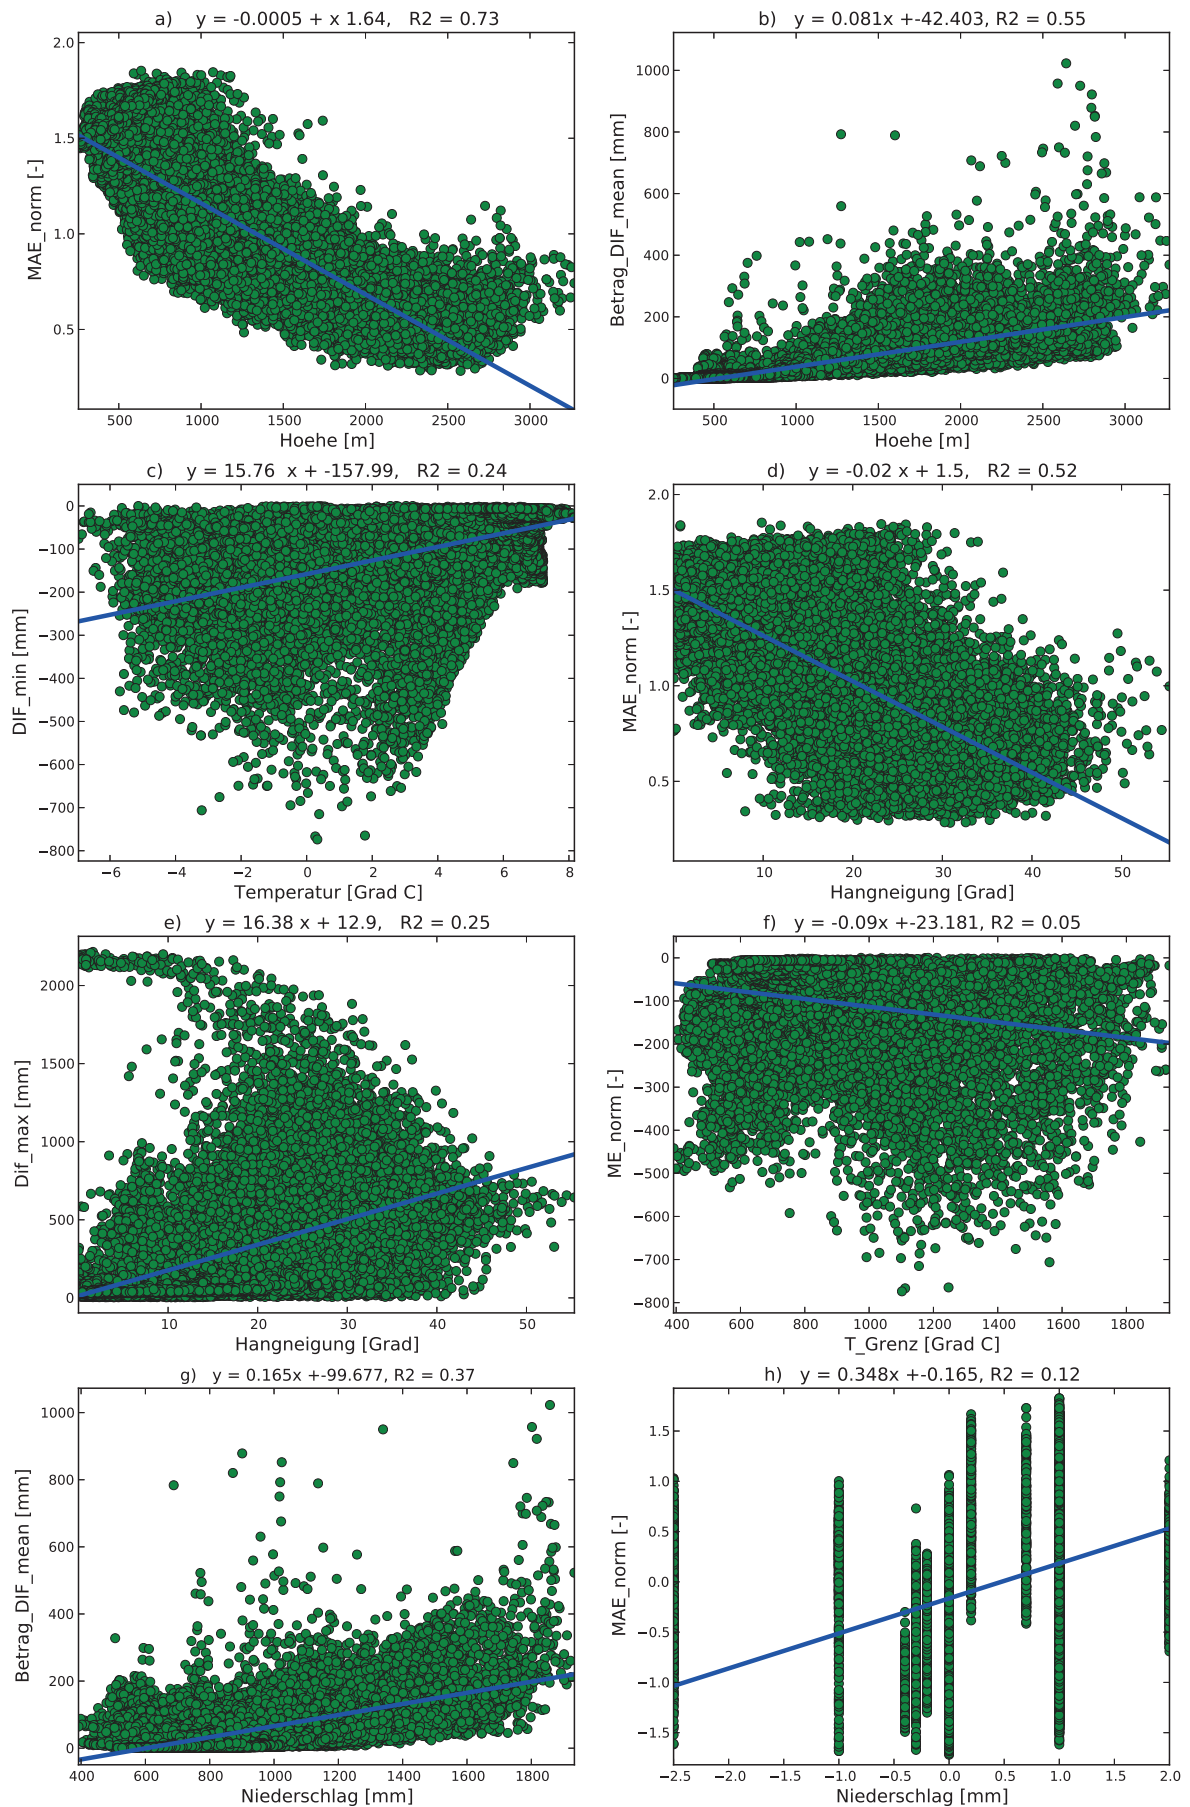 a) y = -0.0005 + x 1.64, R2 = 0.73
2.0
1.5
1.0
0.5
MAE_norm [-]
500 1000 1500 2000 2500 3000
Hoehe [m]
b) y = 0.081x +-42.403, R2 = 0.55
1000
800
600
400
200
0
Betrag_DIF_mean [mm]
500 1000 1500 2000 2500 3000
Hoehe [m]
c) y = 15.76 x + -157.99, R2 = 0.24
0
−100
−200
−300
−400
−500
−600
−700
−800
DIF_min [mm]
−6 −4 −2 0 2 4 6 8
Temperatur [Grad C]
d) y = -0.02 x + 1.5, R2 = 0.52
2.0
1.5
1.0
0.5
MAE_norm [-]
10 20 30 40 50
Hangneigung [Grad]
e) y = 16.38 x + 12.9, R2 = 0.25
2000
1500
1000
500
0
Dif_max [mm]
10 20 30 40 50
Hangneigung [Grad]
f) y = -0.09x +-23.181, R2 = 0.05
0
−100
−200
−300
−400
−500
−600
−700
−800
ME_norm [-]
400 600 800 1000 1200 1400 1600 1800
T_Grenz [Grad C]
g) y = 0.165x +-99.677, R2 = 0.37
1000
800
600
400
200
0
Betrag_DIF_mean [mm]
400 600 800 1000 1200 1400 1600 1800
Niederschlag [mm]
h) y = 0.348x +-0.165, R2 = 0.12
1.5
1.0
0.5
0.0
−0.5
−1.0
−1.5
MAE_norm [-]
−2.5 −2.0 −1.5 −1.0 −0.5 0.0 0.5 1.0 1.5 2.0
Niederschlag [mm]